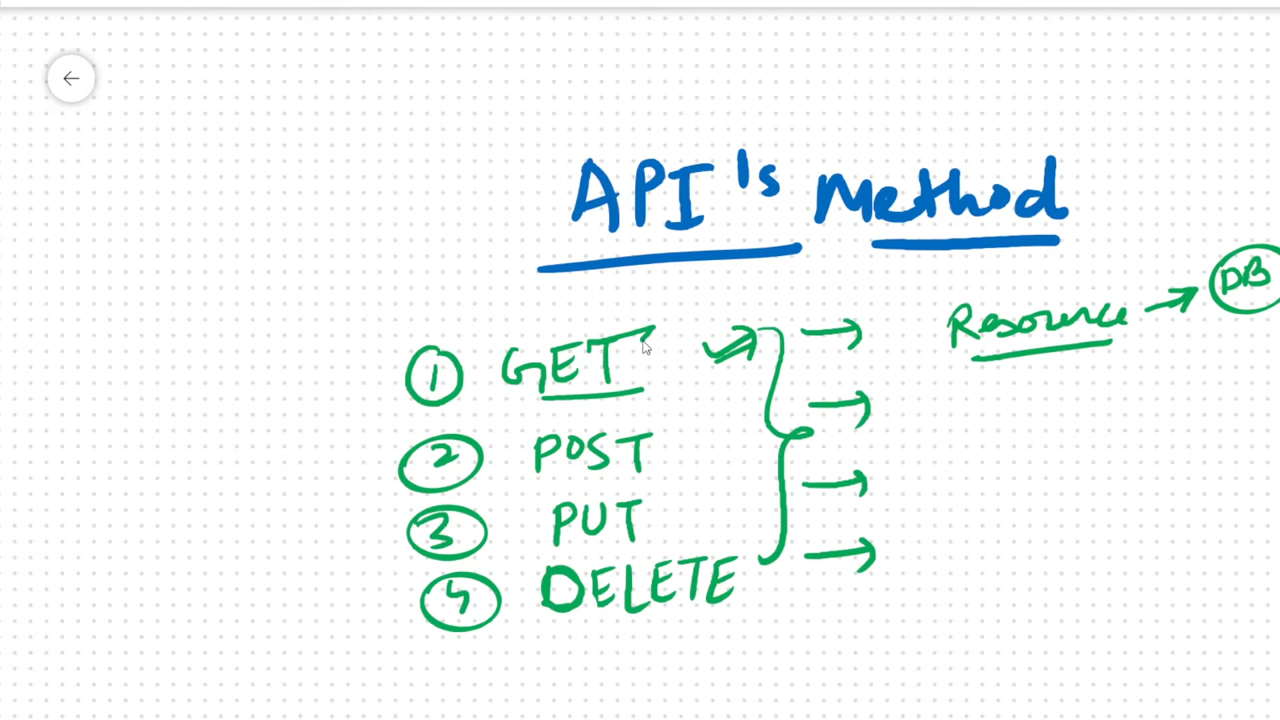 API's Method
① GET
② POST
③ PUT
④ DELETE
Resource → DB